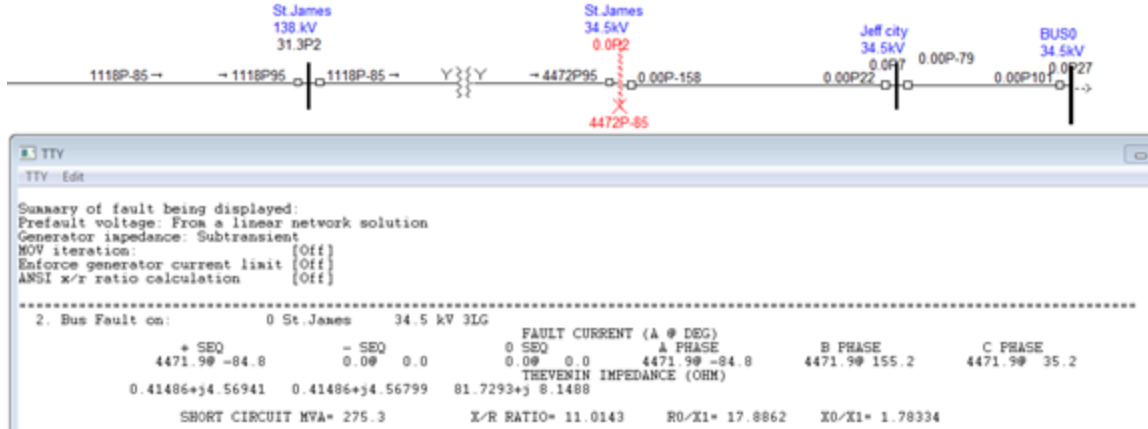 St.James
138.kV
31.3P2
St.James
34.5kV
0.0P2
Jeff city
34.5kV
0.0P7
0.00P-79
BUS0
34.5kV
0.0P27
1118P-85→
→1118P95
1118P-85→
Y Y
→4472P95
0.00P-158
0.00P22
0.00P101
4472P-85
TTY
TTY Edit
Summary of fault being displayed:
Prefault voltage: From a linear network solution
Generator impedance: Subtransient
MOV iteration: [Off]
Enforce generator current limit [Off]
ANSI x/r ratio calculation [Off]
2. Bus Fault on: 0 St.James 34.5 kV 3LG
FAULT CURRENT (A @ DEG)
+ SEQ - SEQ 0 SEQ A PHASE B PHASE C PHASE
4471.9@ -84.8 0.0@ 0.0 0.0@ 0.0 4471.9@ -84.8 4471.9@ 155.2 4471.9@ 35.2
THEVENIN IMPEDANCE (OHM)
0.41486+j4.56941 0.41486+j4.56799 81.7293+j 8.1488
SHORT CIRCUIT MVA= 275.3 X/R RATIO= 11.0143 R0/X1= 17.8862 X0/X1= 1.78334